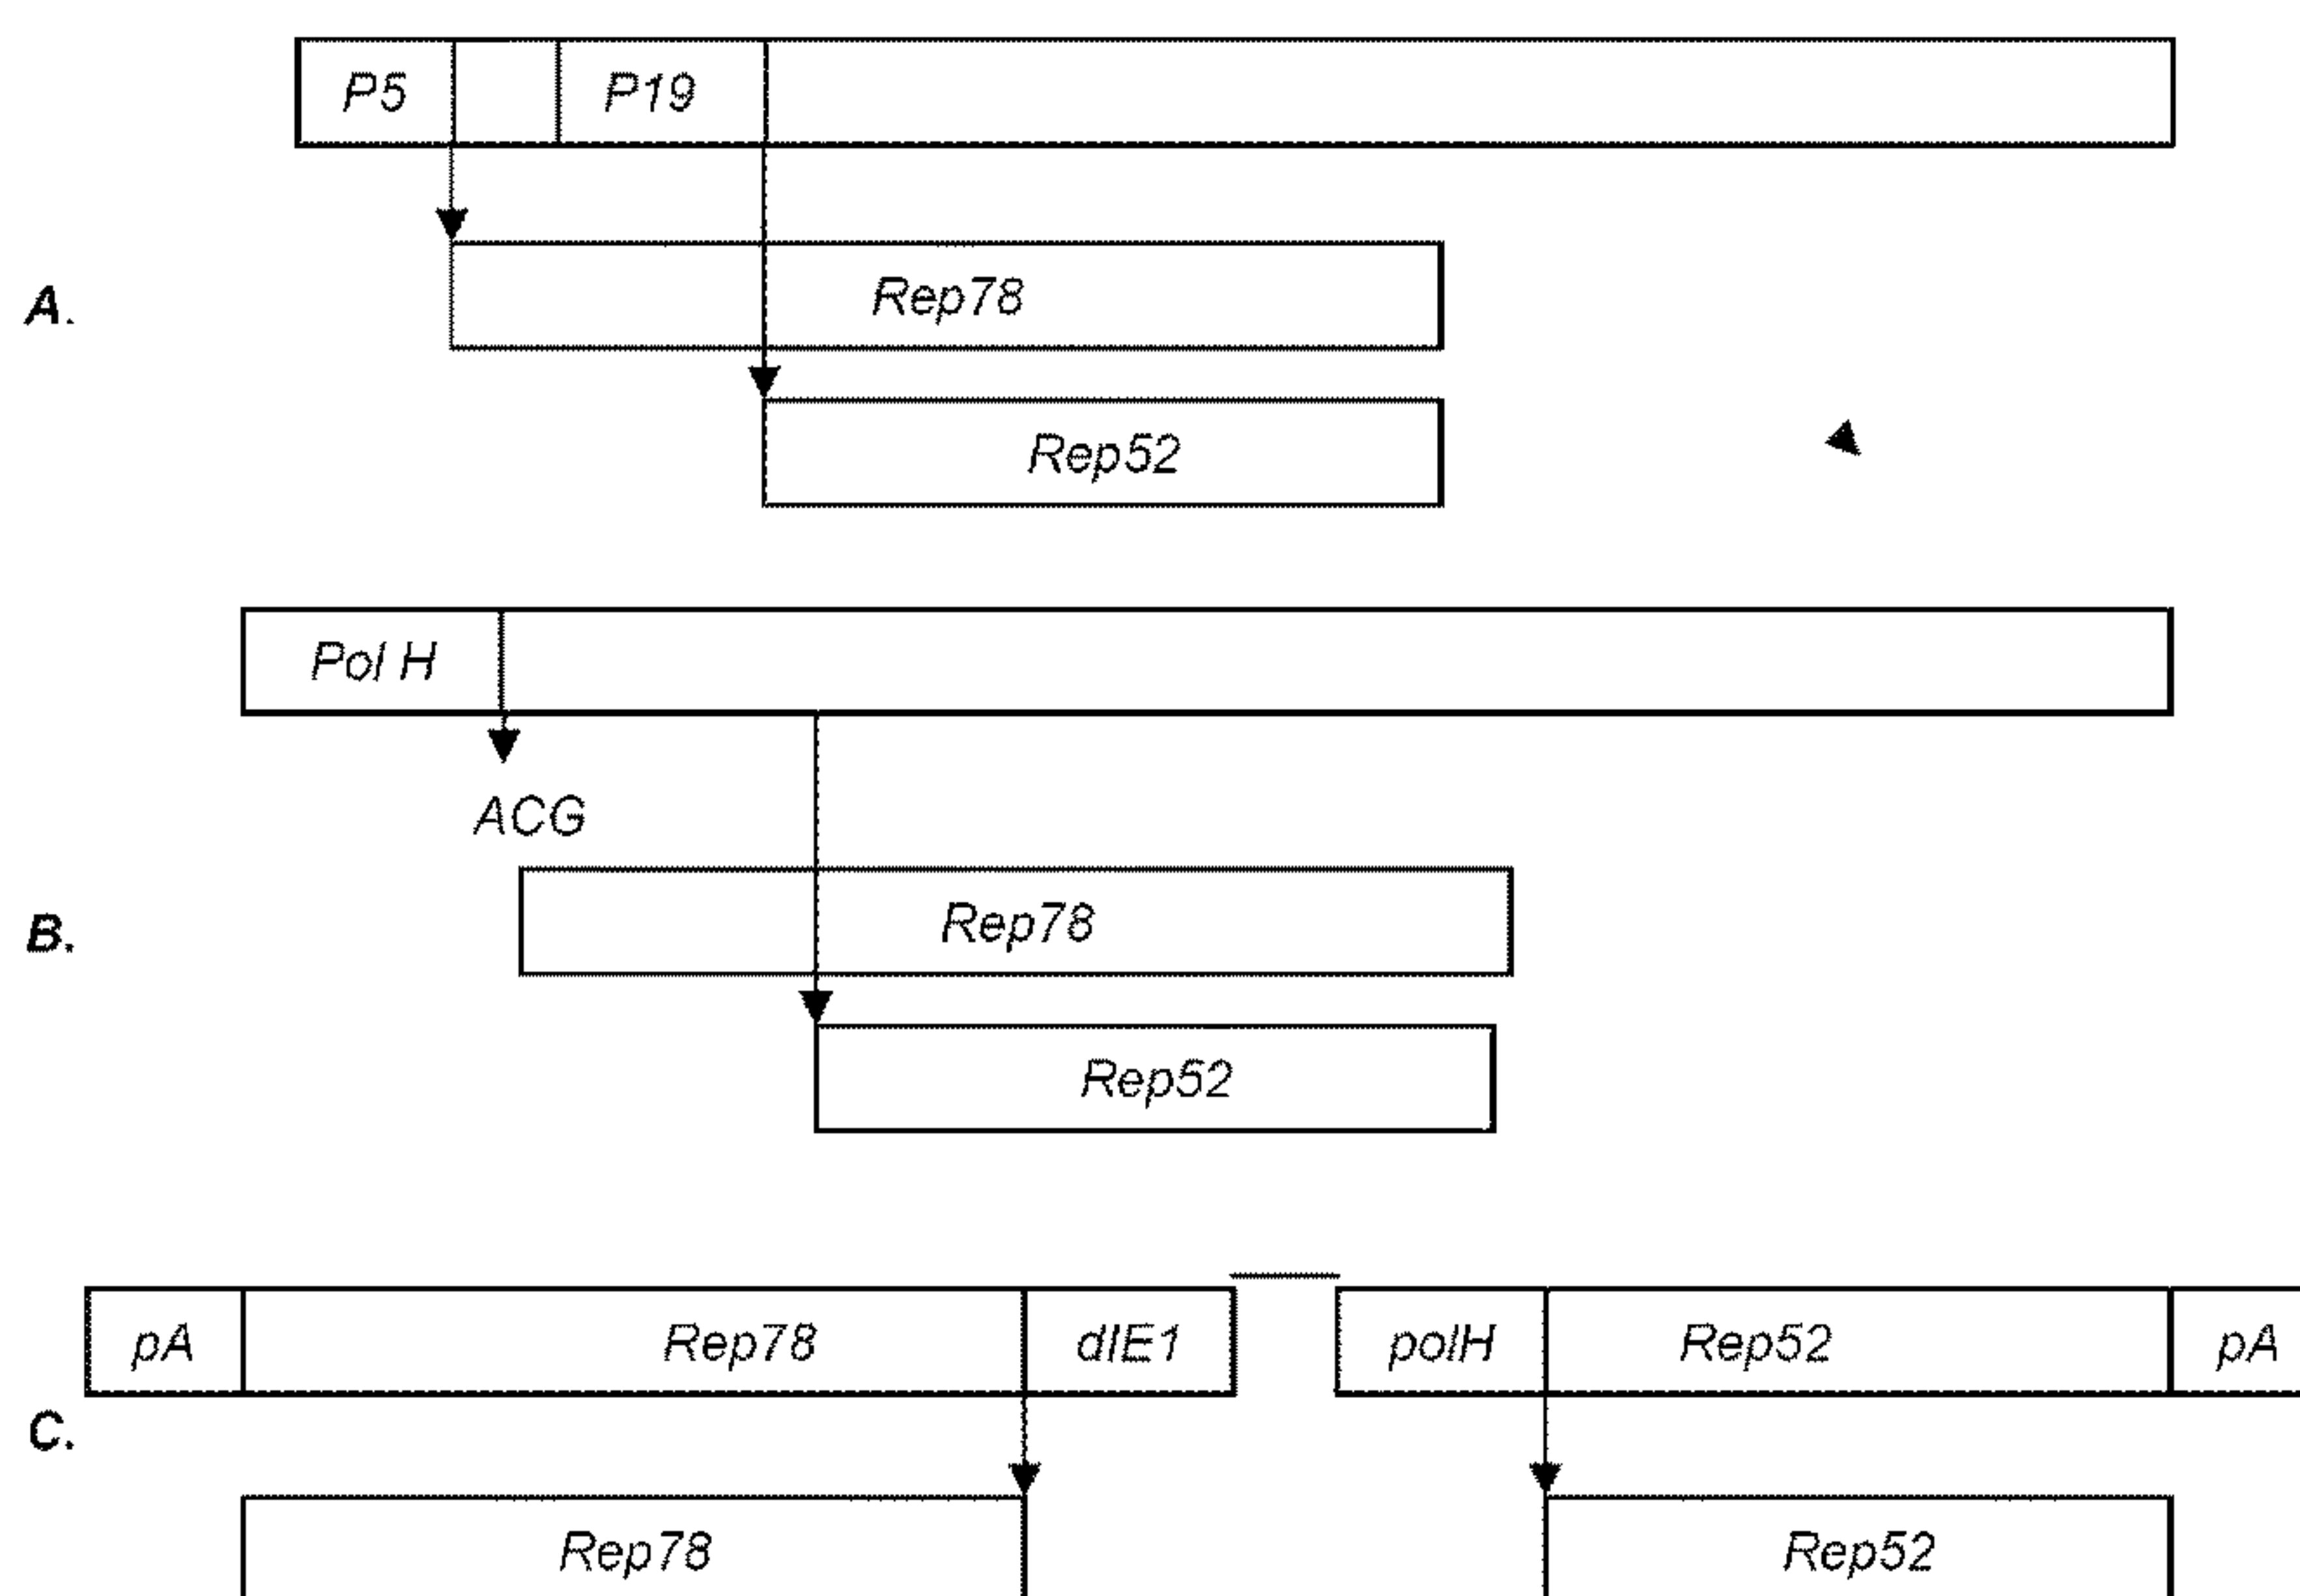 P5 P19
Rep78
A.
Rep52
Pol H
ACG
Rep78
B.
Rep52
pA Rep78 dIE1 polH Rep52 pA
C.
Rep78 Rep52